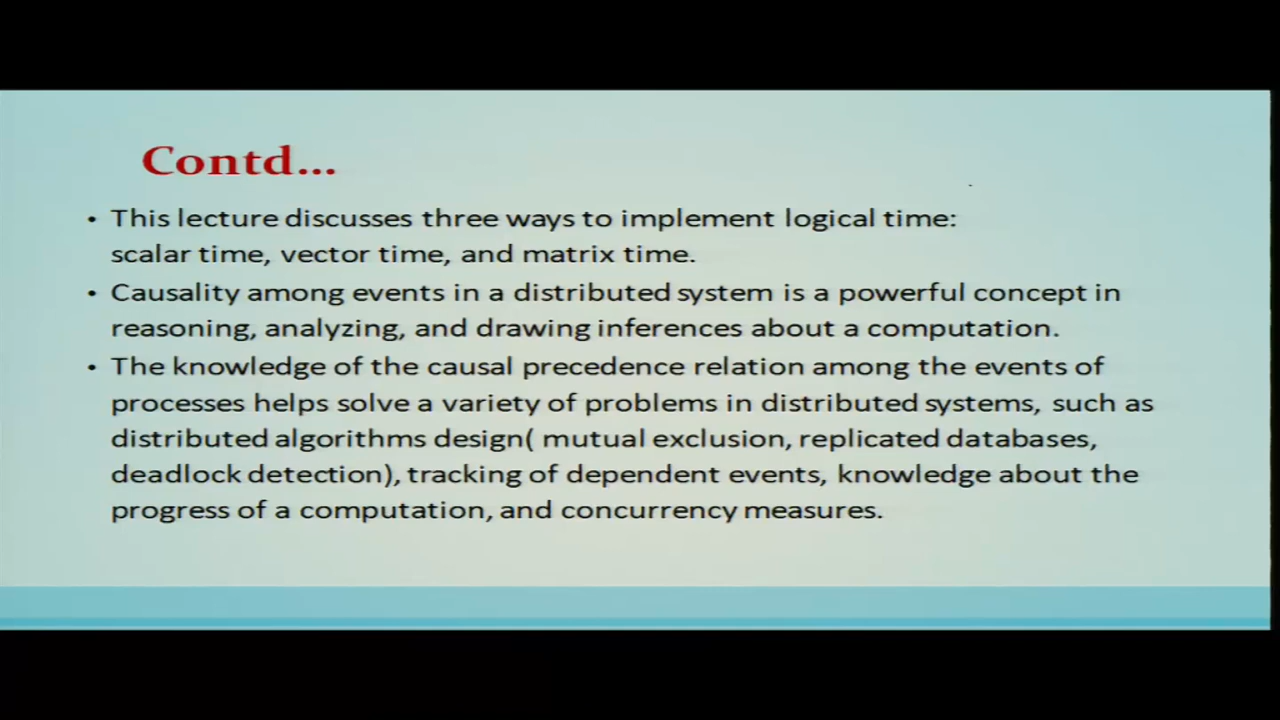 Contd...
• This lecture discusses three ways to implement logical time:
scalar time, vector time, and matrix time.
• Causality among events in a distributed system is a powerful concept in
reasoning, analyzing, and drawing inferences about a computation.
• The knowledge of the causal precedence relation among the events of
processes helps solve a variety of problems in distributed systems, such as
distributed algorithms design( mutual exclusion, replicated databases,
deadlock detection), tracking of dependent events, knowledge about the
progress of a computation, and concurrency measures.